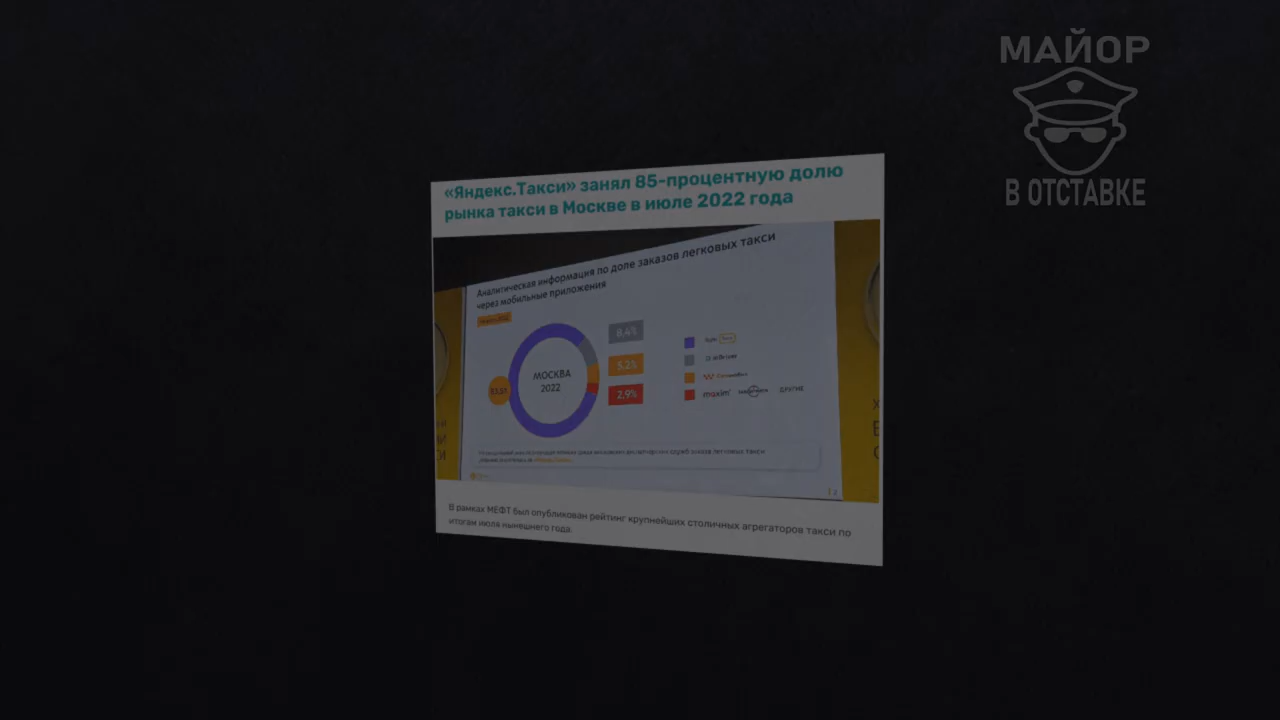 МАЙОР
В ОТСТАВКЕ
«Яндекс.Такси» занял 85-процентную долю
рынка такси в Москве в июле 2022 года
Аналитическая информация по доле заказов легковых такси
через мобильные приложения
МОСКВА
2022
8,4%
5,2%
2,9%
maxim
ДРУГИЕ
В рамках МЕФТ был опубликован рейтинг крупнейших столичных агрегаторов такси по
итогам июля нынешнего года.